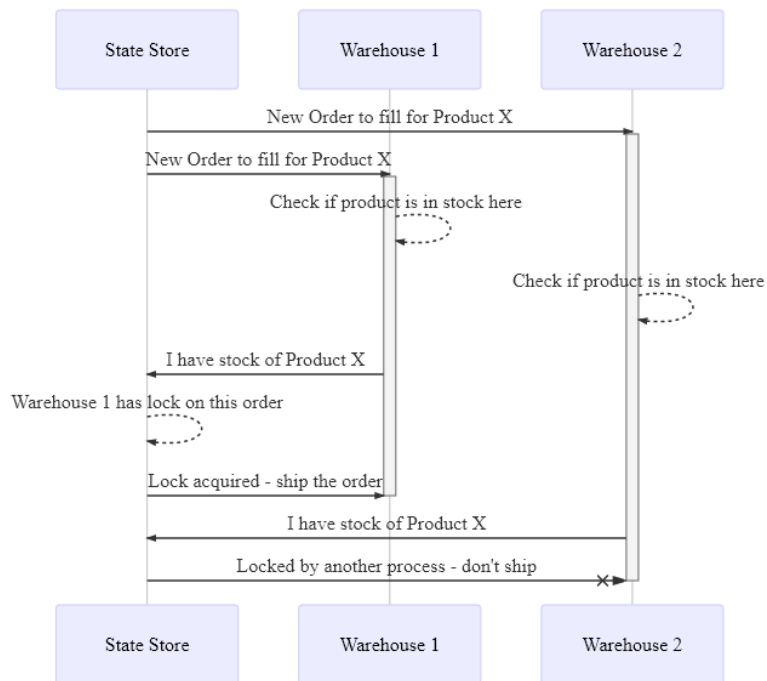 State Store
Warehouse 1
Warehouse 2
New Order to fill for Product X
New Order to fill for Product X
Check if product is in stock here
Check if product is in stock here
I have stock of Product X
Warehouse 1 has lock on this order
Lock acquired - ship the order
I have stock of Product X
Locked by another process - don't ship
State Store
Warehouse 1
Warehouse 2